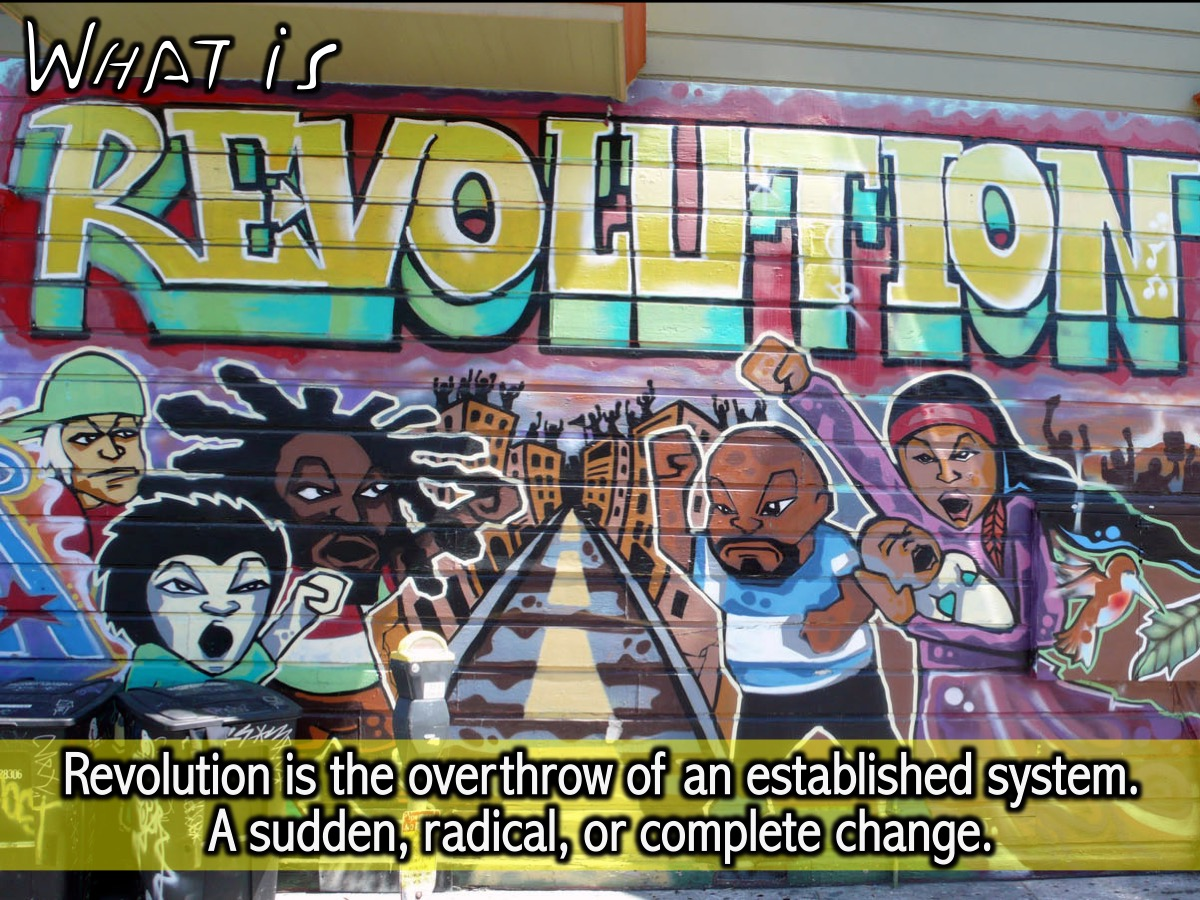 WHAT iS
REVOLUTION
Revolution is the overthrow of an established system.
A sudden, radical, or complete change.